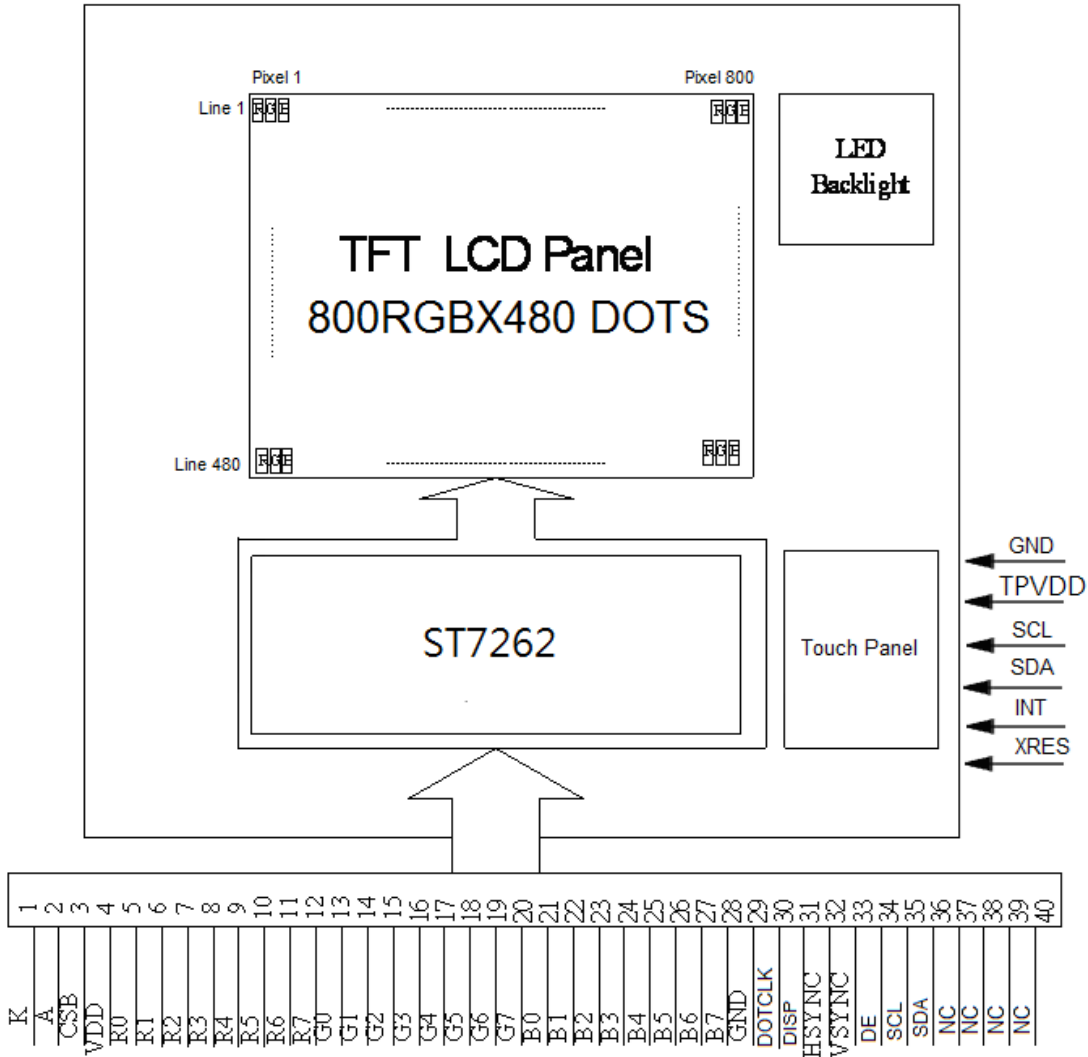 Pixel 1
Pixel 800
Line 1
RGB
RGB
LED
Backlight
TFT LCD Panel
800RGBX480 DOTS
Line 480
RGB
RGB
ST7262
Touch Panel
GND
TPVDD
SCL
SDA
INT
XRES
1 2 3 4 5 6 7 8 9 10 11 12 13 14 15 16 17 18 19 20 21 22 23 24 25 26 27 28 29 30 31 32 33 34 35 36 37 38 39 40
K A CSB VDD R0 R1 R2 R3 R4 R5 R6 R7 G0 G1 G2 G3 G4 G5 G6 G7 B0 B1 B2 B3 B4 B5 B6 B7 GND DOTCLK DISP HSYNC VSYNC DE SCL SDA NC NC NC NC